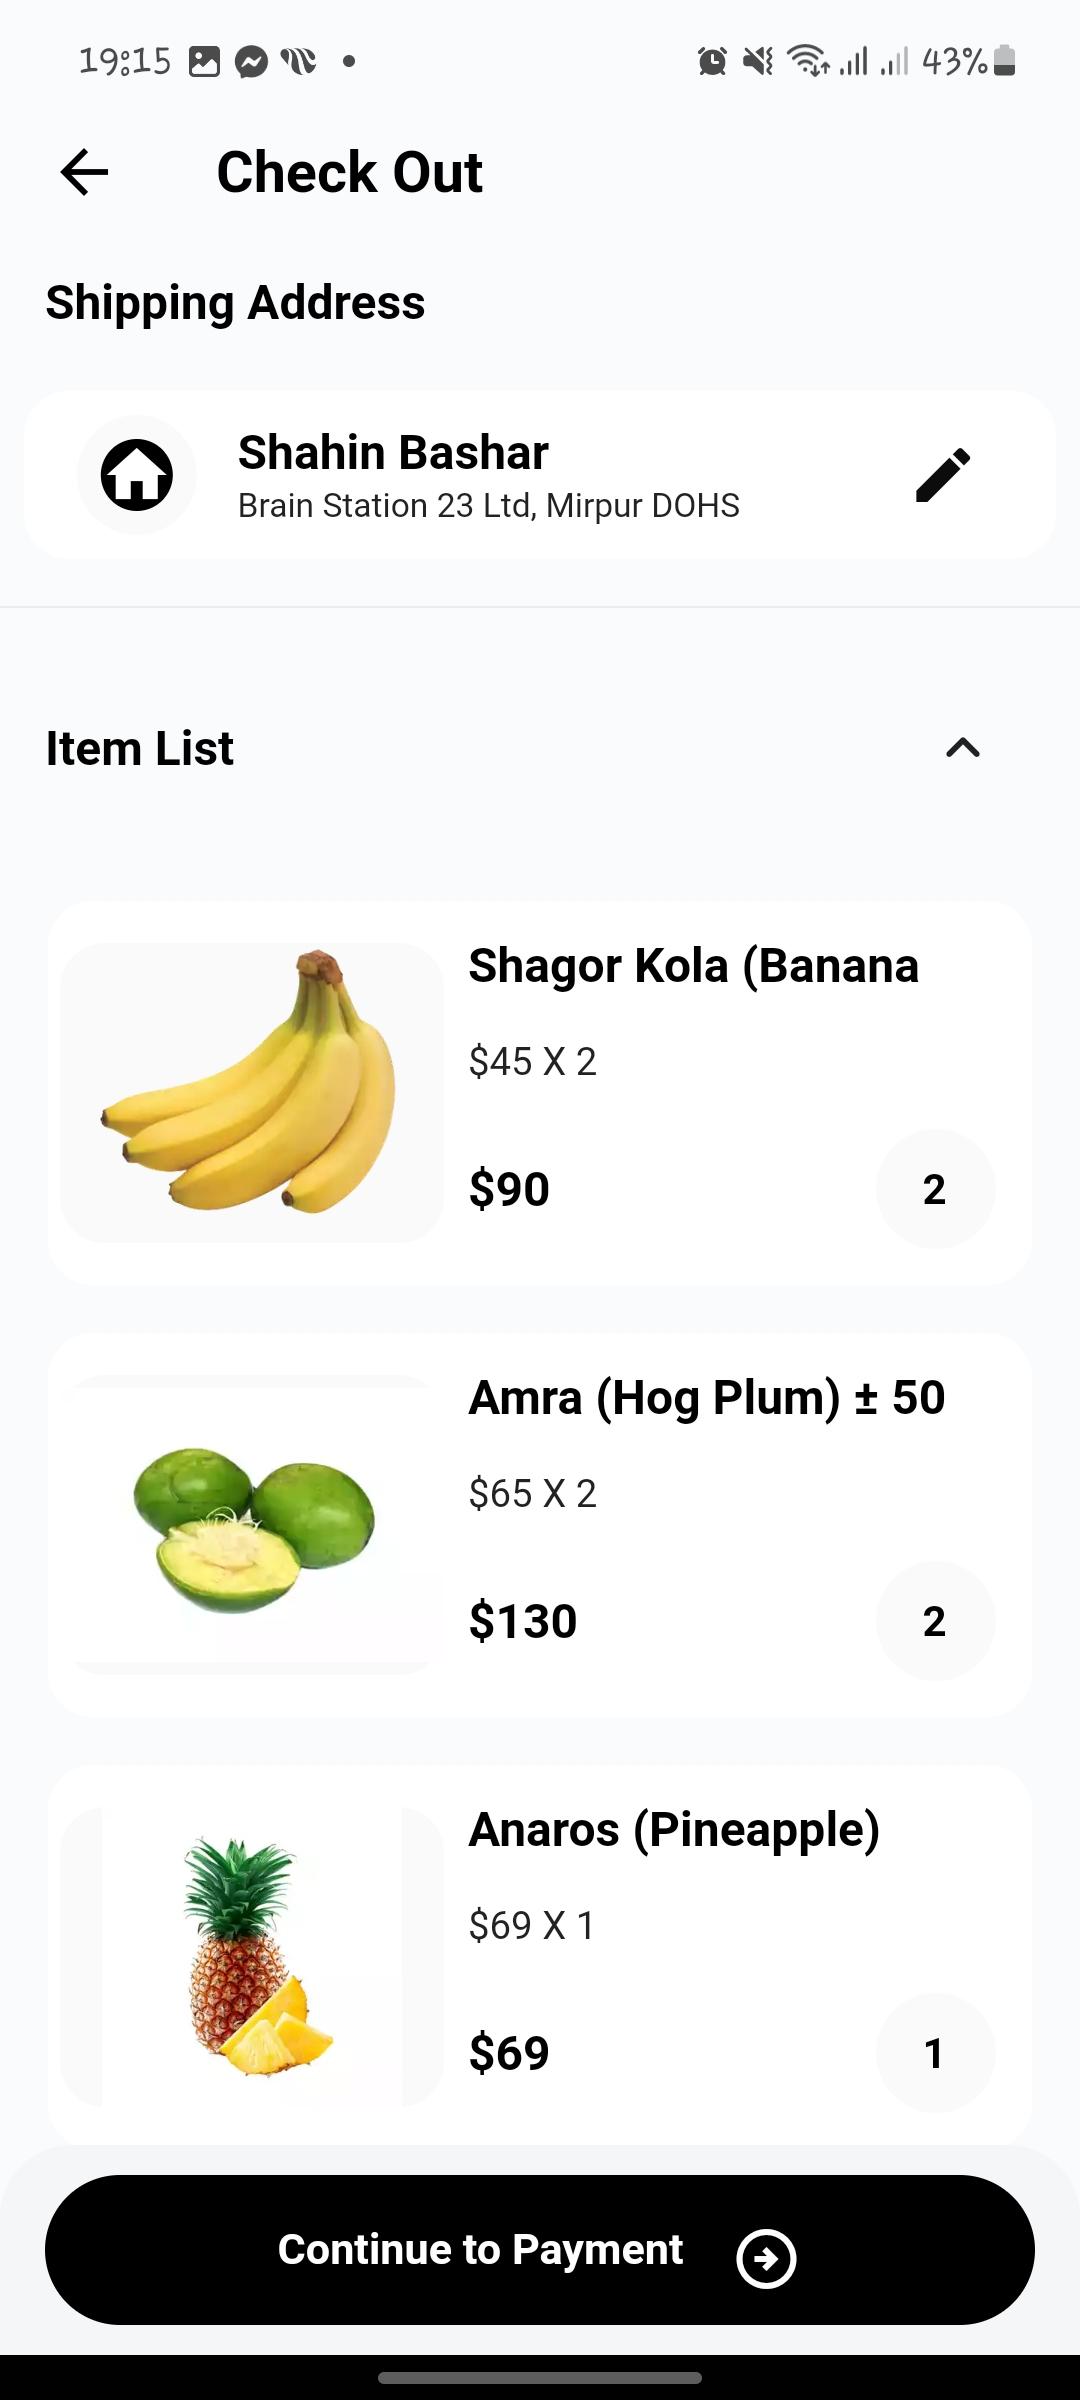 19:15
43%
Check Out
Shipping Address
Shahin Bashar
Brain Station 23 Ltd, Mirpur DOHS
Item List
Shagor Kola (Banana
$45 X 2
$90
2
Amra (Hog Plum) ± 50
$65 X 2
$130
2
Anaros (Pineapple)
$69 X 1
$69
1
Continue to Payment